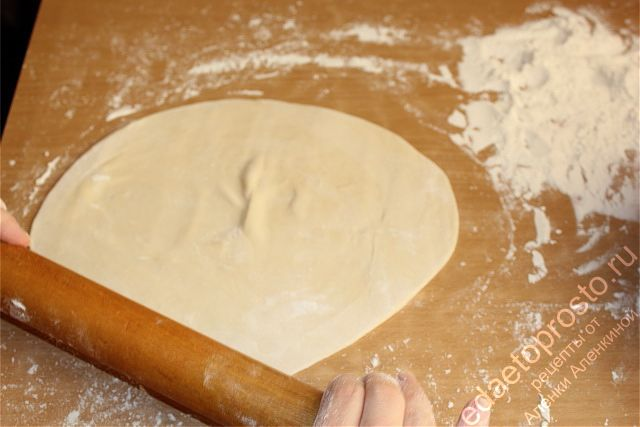 edaetoprosto.ru
рецепты от
Аленки Аленкиной